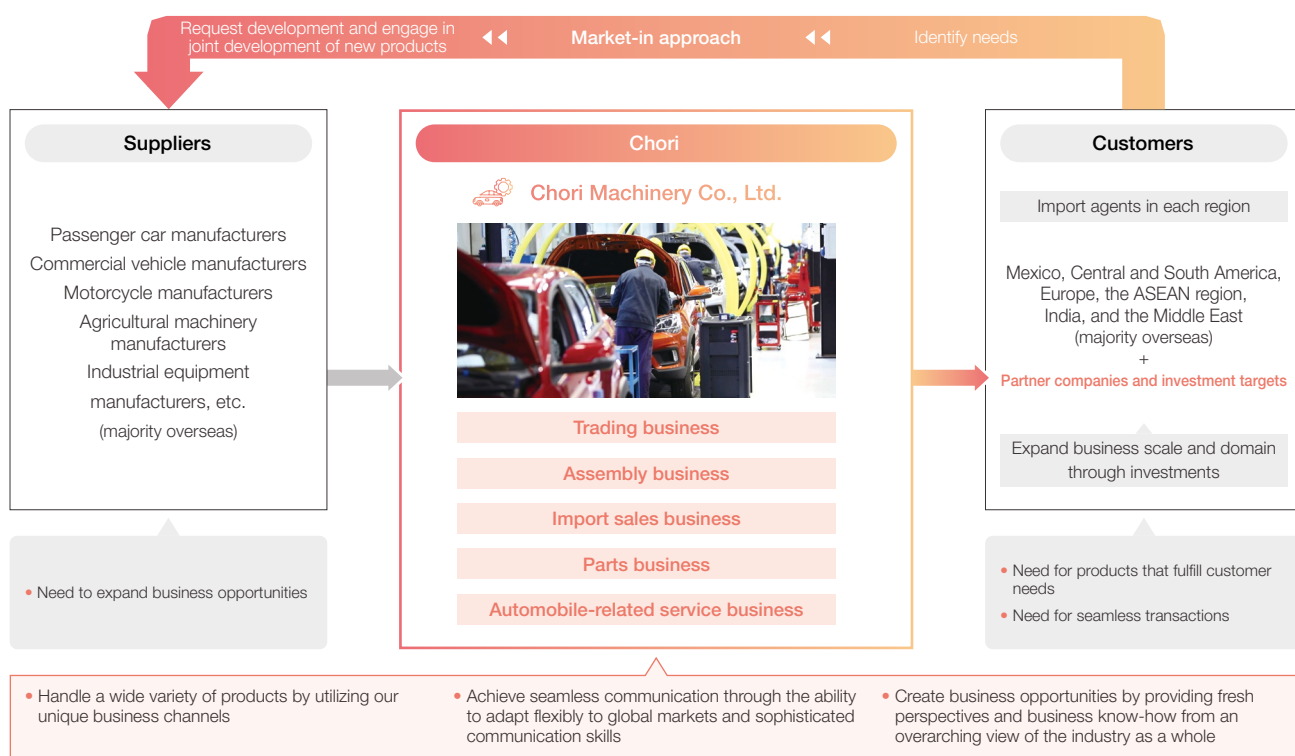 Request development and engage in
joint development of new products
Market-in approach
Identify needs
Suppliers
Passenger car manufacturers
Commercial vehicle manufacturers
Motorcycle manufacturers
Agricultural machinery
manufacturers
Industrial equipment
manufacturers, etc.
(majority overseas)
• Need to expand business opportunities
Chori
Chori Machinery Co., Ltd.
Trading business
Assembly business
Import sales business
Parts business
Automobile-related service business
Customers
Import agents in each region
Mexico, Central and South America,
Europe, the ASEAN region,
India, and the Middle East
(majority overseas)
+
Partner companies and investment targets
Expand business scale and domain
through investments
• Need for products that fulfill customer
needs
• Need for seamless transactions
• Handle a wide variety of products by utilizing our
unique business channels
• Achieve seamless communication through the ability
to adapt flexibly to global markets and sophisticated
communication skills
• Create business opportunities by providing fresh
perspectives and business know-how from an
overarching view of the industry as a whole